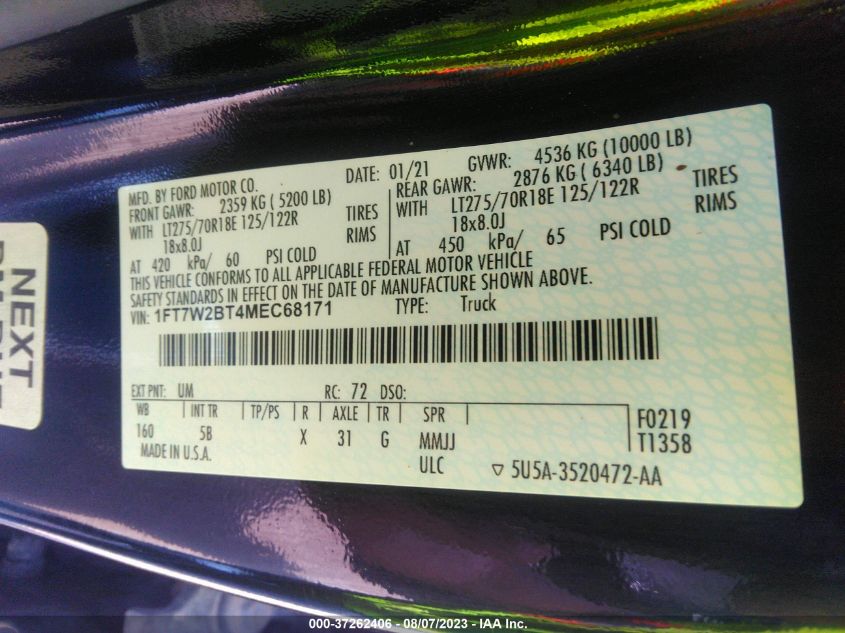 MFD. BY FORD MOTOR CO.
DATE: 01/21 GVWR: 4536 KG (10000 LB)
FRONT GAWR: 2359 KG ( 5200 LB) REAR GAWR: 2876 KG ( 6340 LB)
WITH LT275/70R18E 125/122R TIRES WITH LT275/70R18E 125/122R TIRES
18x8.0J RIMS 18x8.0J RIMS
AT 420 kPa/ 60 PSI COLD AT 450 kPa/ 65 PSI COLD
THIS VEHICLE CONFORMS TO ALL APPLICABLE FEDERAL MOTOR VEHICLE
SAFETY STANDARDS IN EFFECT ON THE DATE OF MANUFACTURE SHOWN ABOVE.
VIN: 1FT7W2BT4MEC68171 TYPE: Truck
EXT PNT: UM RC: 72 DSO:
WB INT TR TP/PS R AXLE TR SPR F0219
160 5B X 31 G MMJJ T1358
MADE IN U.S.A. ULC 5U5A-3520472-AA
NEXT
000-37262406 - 08/07/2023 - IAA Inc.